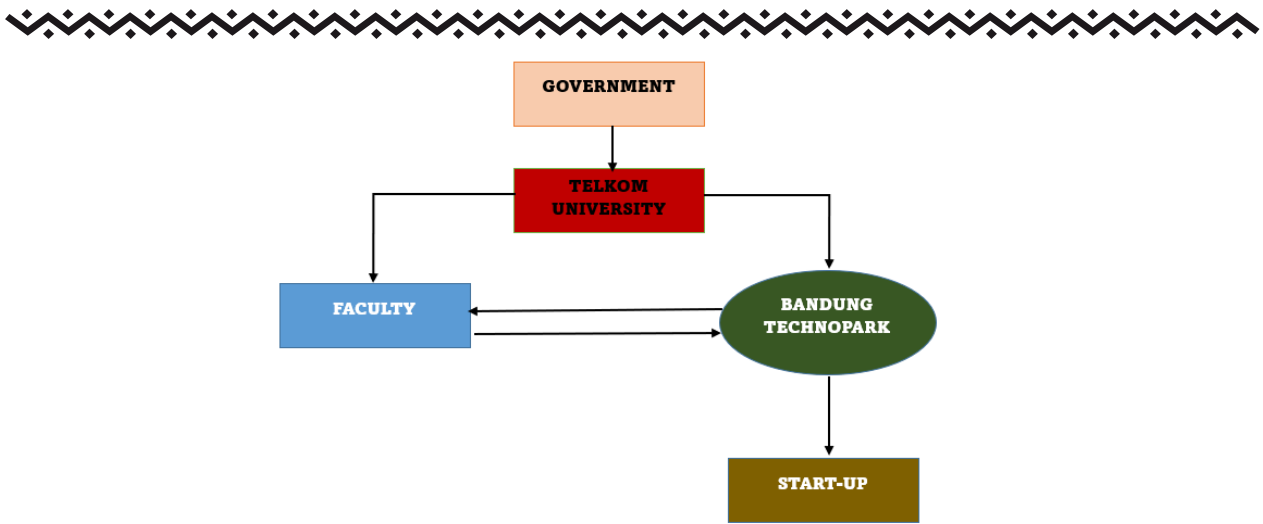 GOVERNMENT
TELKOM
UNIVERSITY
FACULTY
BANDUNG
TECHNOPARK
START-UP